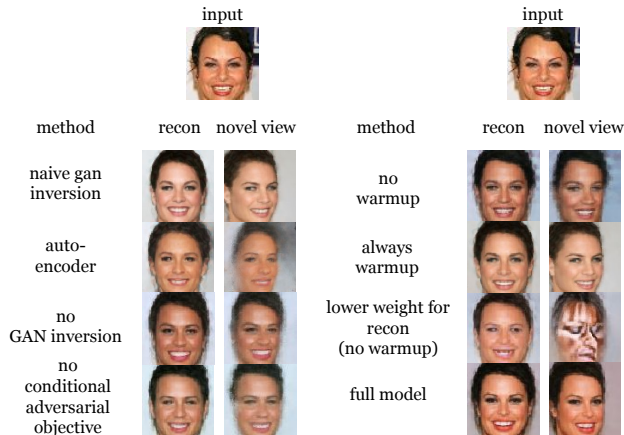 input
method recon novel view
naive gan
inversion
auto-
encoder
no
GAN inversion
no
conditional
adversarial
objective
input
method recon novel view
no
warmup
always
warmup
lower weight for
recon
(no warmup)
full model